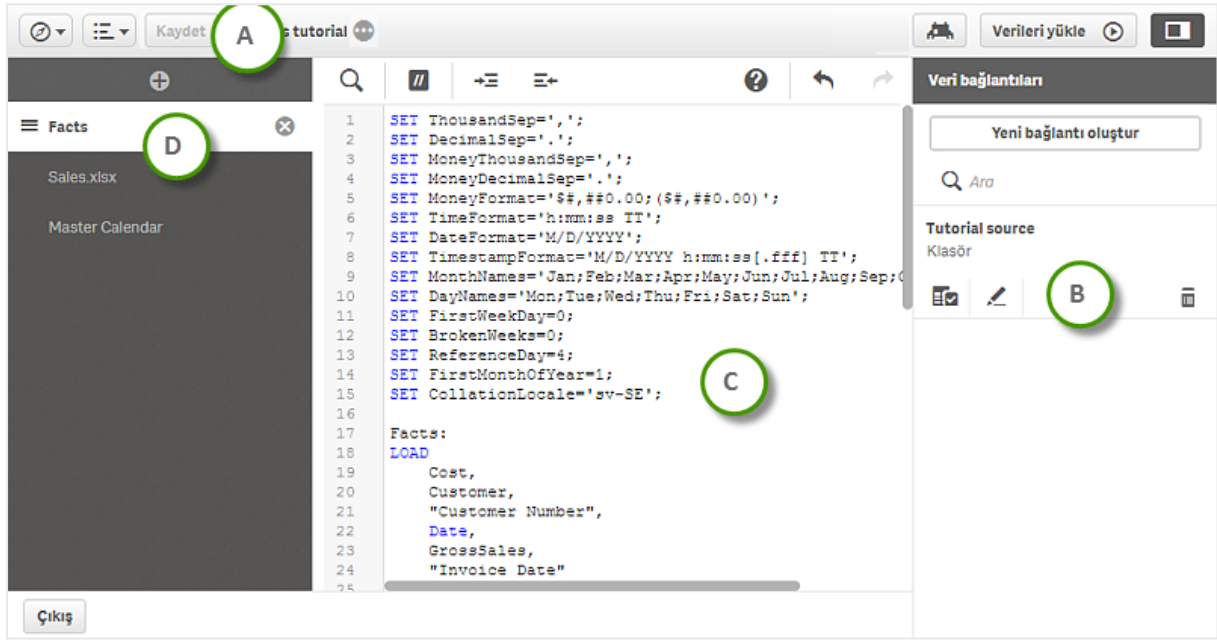 Kaydet
A
s tutorial
Verileri yükle
Facts
D
Sales.xlsx
Master Calendar
1 SET ThousandSep=',';
2 SET DecimalSep='.';
3 SET MoneyThousandSep=',';
4 SET MoneyDecimalSep='.';
5 SET MoneyFormat='$#,##0.00;($#,##0.00)';
6 SET TimeFormat='h:mm:ss TT';
7 SET DateFormat='M/D/YYYY';
8 SET TimestampFormat='M/D/YYYY h:mm:ss[.fff] TT';
9 SET MonthNames='Jan;Feb;Mar;Apr;May;Jun;Jul;Aug;Sep;
10 SET DayNames='Mon;Tue;Wed;Thu;Fri;Sat;Sun';
11 SET FirstWeekDay=0;
12 SET BrokenWeeks=0;
13 SET ReferenceDay=4;
14 SET FirstMonthOfYear=1;
15 SET CollationLocale='sv-SE';
16
17 Facts:
18 LOAD
19 Cost,
20 Customer,
21 "Customer Number",
22 Date,
23 GrossSales,
24 "Invoice Date"
25
C
Veri bağlantıları
Yeni bağlantı oluştur
Ara
Tutorial source
Klasör
B
Çıkış